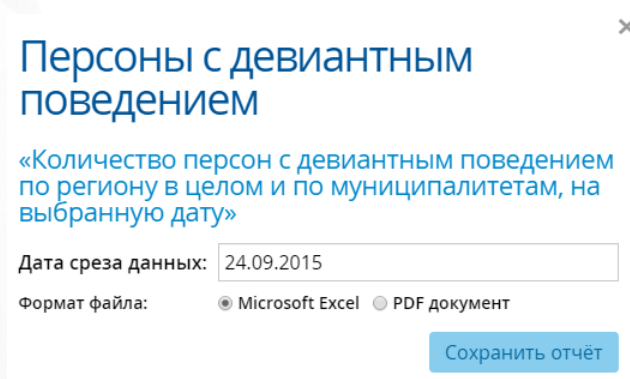 Персоны с девиантным
поведением
«Количество персон с девиантным поведением
по региону в целом и по муниципалитетам, на
выбранную дату»
Дата среза данных: 24.09.2015
Формат файла: Microsoft Excel PDF документ
Сохранить отчёт